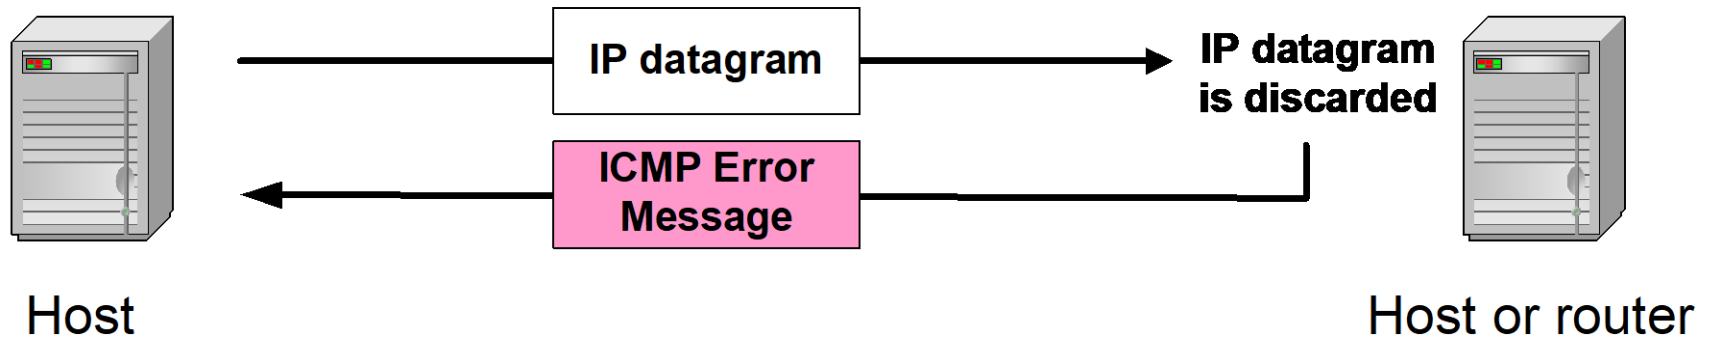 IP datagram
IP datagram
is discarded
ICMP Error
Message
Host
Host or router